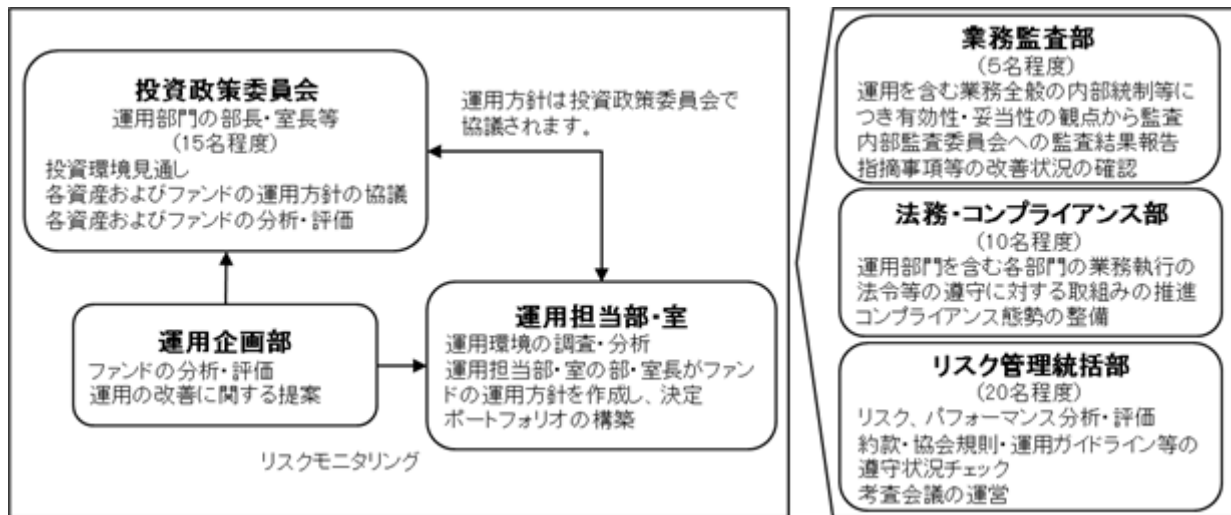 投資政策委員会
運用部門の部長・室長等
(15名程度)
投資環境見通し
各資産およびファンドの運用方針の協議
各資産およびファンドの分析・評価
運用方針は投資政策委員会で
協議されます。
運用企画部
ファンドの分析・評価
運用の改善に関する提案
運用担当部・室
運用環境の調査・分析
運用担当部・室の部・室長がファン
ドの運用方針を作成し、決定
ポートフォリオの構築
リスクモニタリング
業務監査部
(5名程度)
運用を含む業務全般の内部統制等に
つき有効性・妥当性の観点から監査
内部監査委員会への監査結果報告
指摘事項等の改善状況の確認
法務・コンプライアンス部
(10名程度)
運用部門を含む各部門の業務執行の
法令等の遵守に対する取組みの推進
コンプライアンス態勢の整備
リスク管理統括部
(20名程度)
リスク、パフォーマンス分析・評価
約款・協会規則・運用ガイドライン等の
遵守状況チェック
考査会議の運営